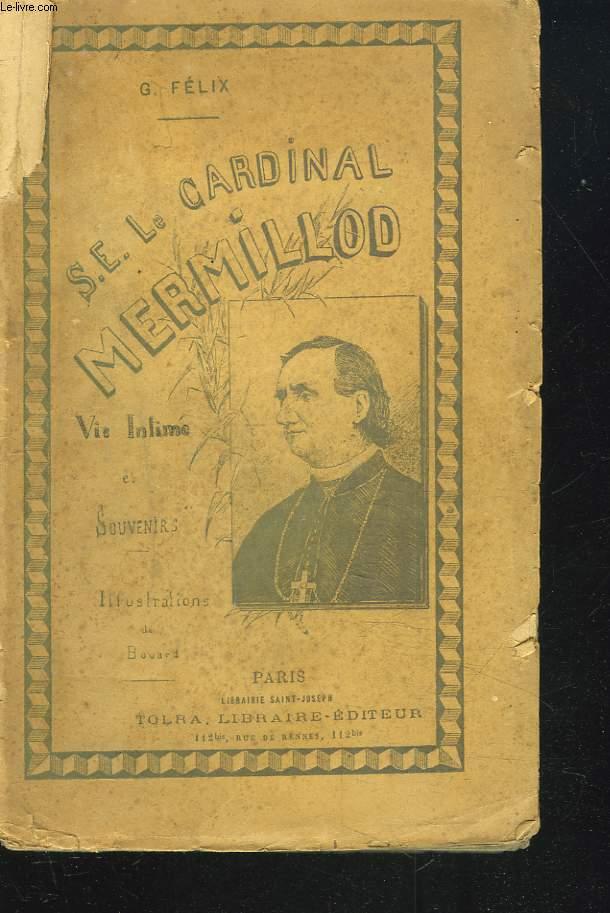 Le-livre.com
G. FÉLIX
S.E. Le CARDINAL
MERMILLOD
Vie Intime
et
SOUVENIRS
Illustrations
de
Bouard
PARIS
LIBRAIRIE SAINT-JOSEPH
TOLRA, LIBRAIRE-ÉDITEUR
112bis, RUE DE RENNES, 112bis